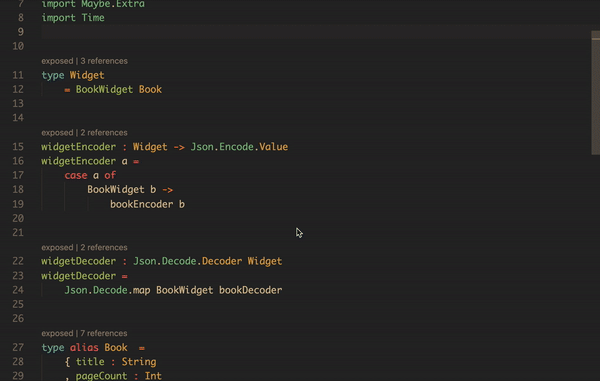 7 import Maybe.Extra
8 import Time
9
10
exposed | 3 references
11 type Widget
12     = BookWidget Book
13
14
exposed | 2 references
15 widgetEncoder : Widget -> Json.Encode.Value
16 widgetEncoder a =
17     case a of
18         BookWidget b ->
19             bookEncoder b
20
21
exposed | 2 references
22 widgetDecoder : Json.Decode.Decoder Widget
23 widgetDecoder =
24     Json.Decode.map BookWidget bookDecoder
25
26
exposed | 7 references
27 type alias Book  =
28     { title : String
29     , pageCount : Int